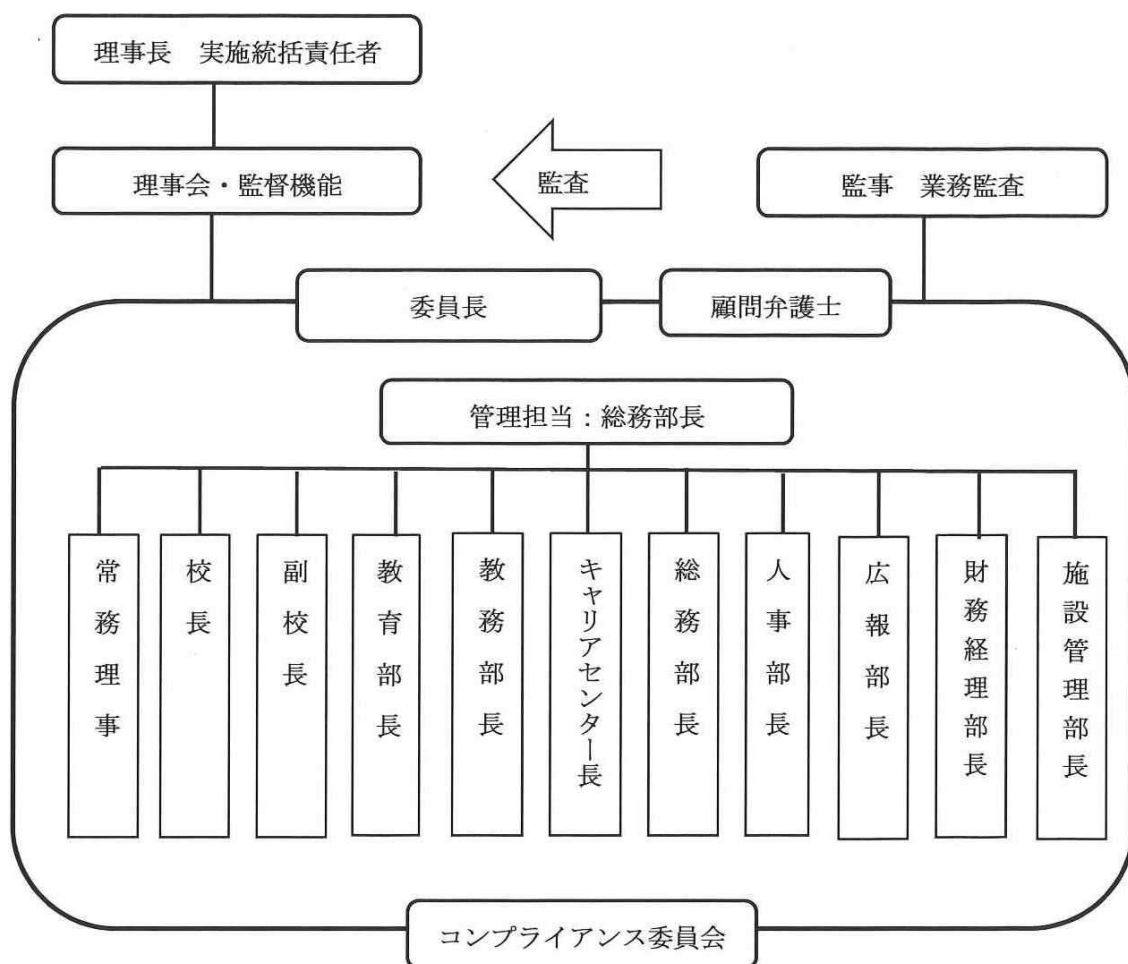 理事長　実施統括責任者
理事会・監督機能
監査
監事　業務監査
委員長
顧問弁護士
管理担当：総務部長
常務理事
校長
副校長
教育部長
教務部長
キャリアセンター長
総務部長
人事部長
広報部長
財務経理部長
施設管理部長
コンプライアンス委員会